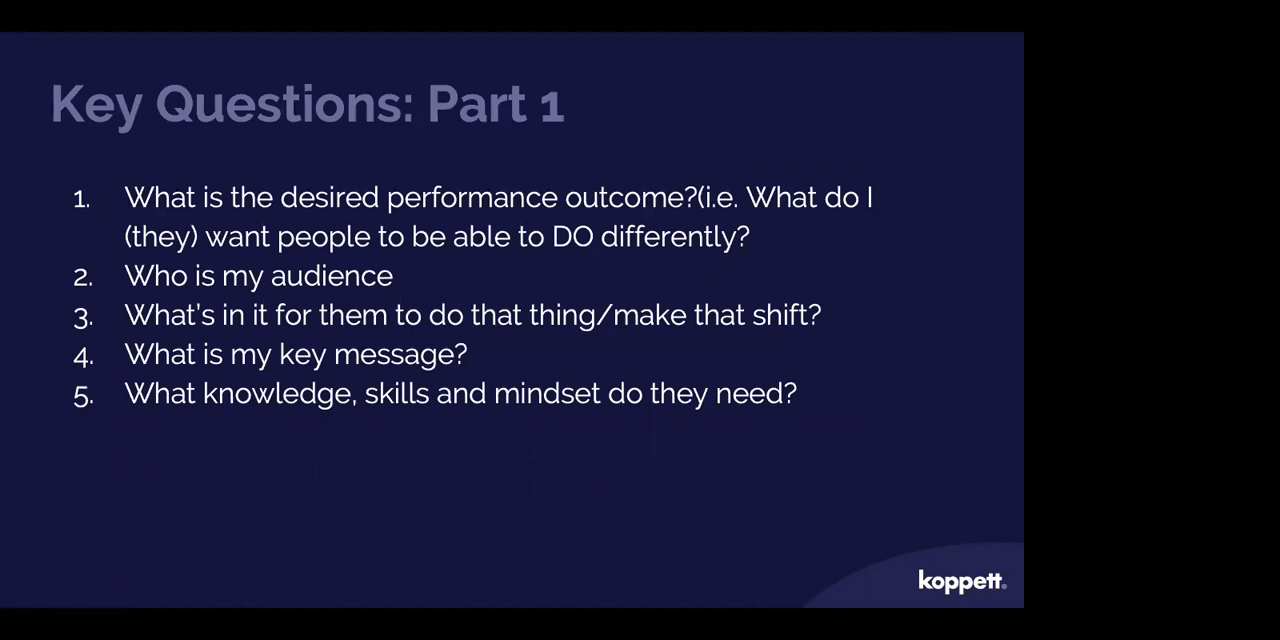 Key Questions: Part 1
1. What is the desired performance outcome?(i.e. What do I
(they) want people to be able to DO differently?
2. Who is my audience
3. What's in it for them to do that thing/make that shift?
4. What is my key message?
5. What knowledge, skills and mindset do they need?
koppett.